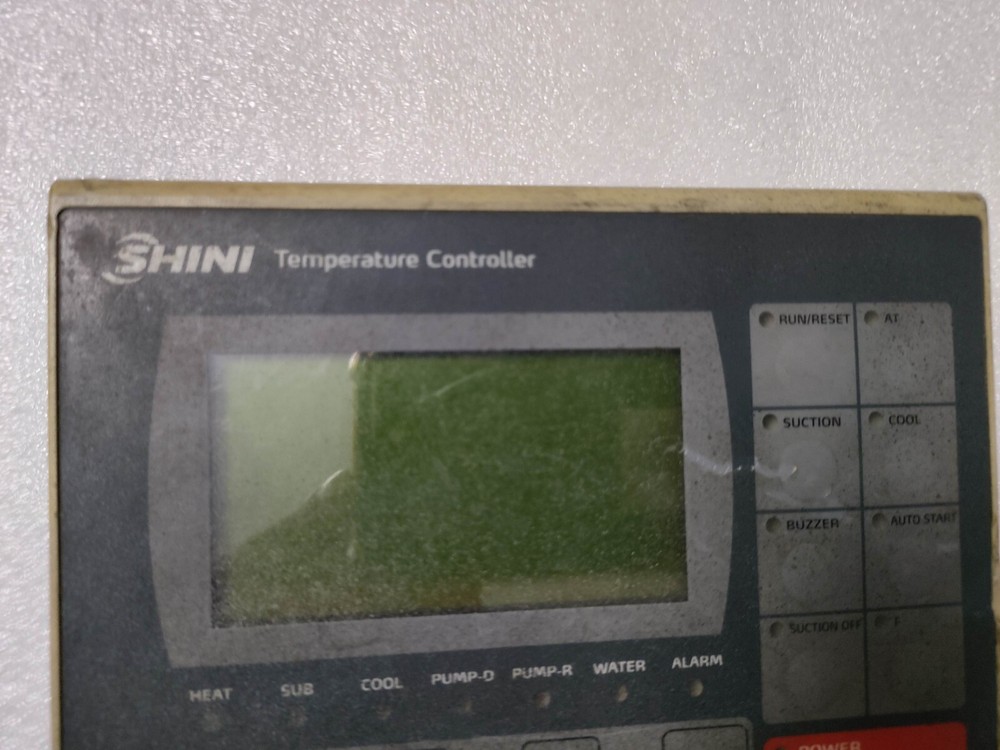 SHINI Temperature Controller
RUN/RESET AT
SUCTION COOL
BUZZER AUTO START
SUCTION OFF F
HEAT SUB COOL PUMP-D PUMP-R WATER ALARM
POWER